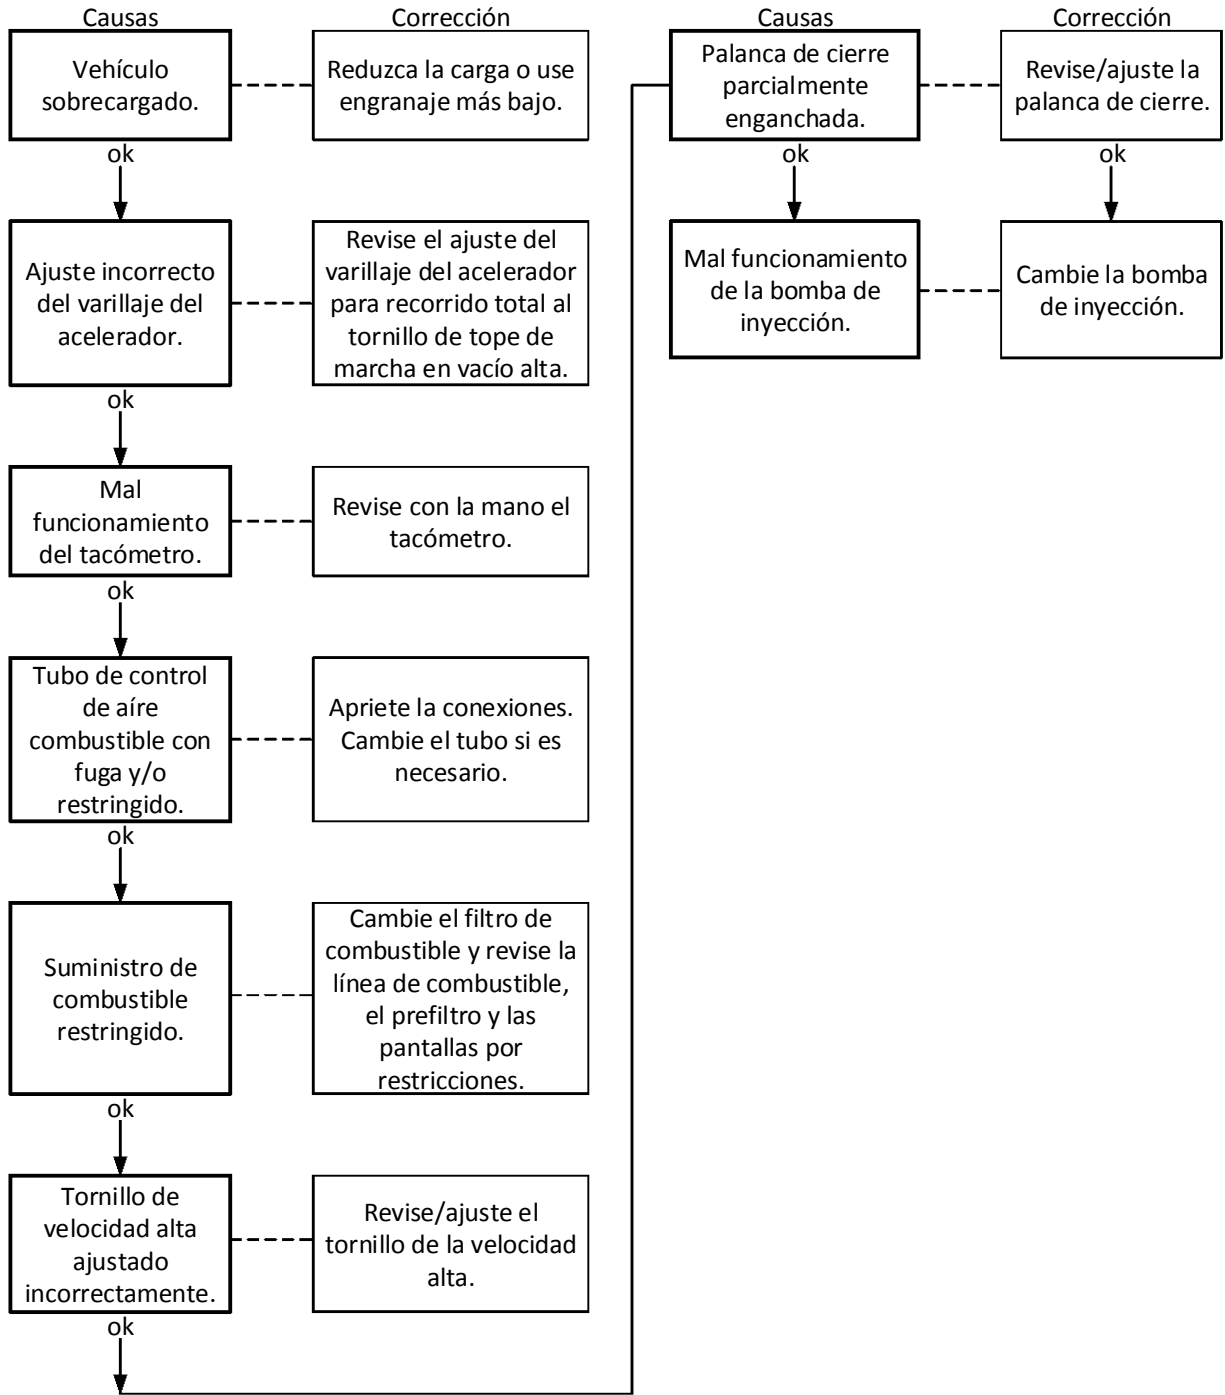 Causas
Corrección
Vehículo
sobrecargado.
Reduzca la carga o use
engranaje más bajo.
ok
Ajuste incorrecto
del varillaje del
acelerador.
Revise el ajuste del
varillaje del acelerador
para recorrido total al
tornillo de tope de
marcha en vacío alta.
ok
Mal
funcionamiento
del tacómetro.
Revise con la mano el
tacómetro.
ok
Tubo de control
de aíre
combustible con
fuga y/o
restringido.
Apriete la conexiones.
Cambie el tubo si es
necesario.
ok
Suministro de
combustible
restringido.
Cambie el filtro de
combustible y revise la
línea de combustible,
el prefiltro y las
pantallas por
restricciones.
ok
Tornillo de
velocidad alta
ajustado
incorrectamente.
Revise/ajuste el
tornillo de la velocidad
alta.
ok
Causas
Corrección
Palanca de cierre
parcialmente
enganchada.
Revise/ajuste la
palanca de cierre.
ok
ok
Mal funcionamiento
de la bomba de
inyección.
Cambie la bomba
de inyección.